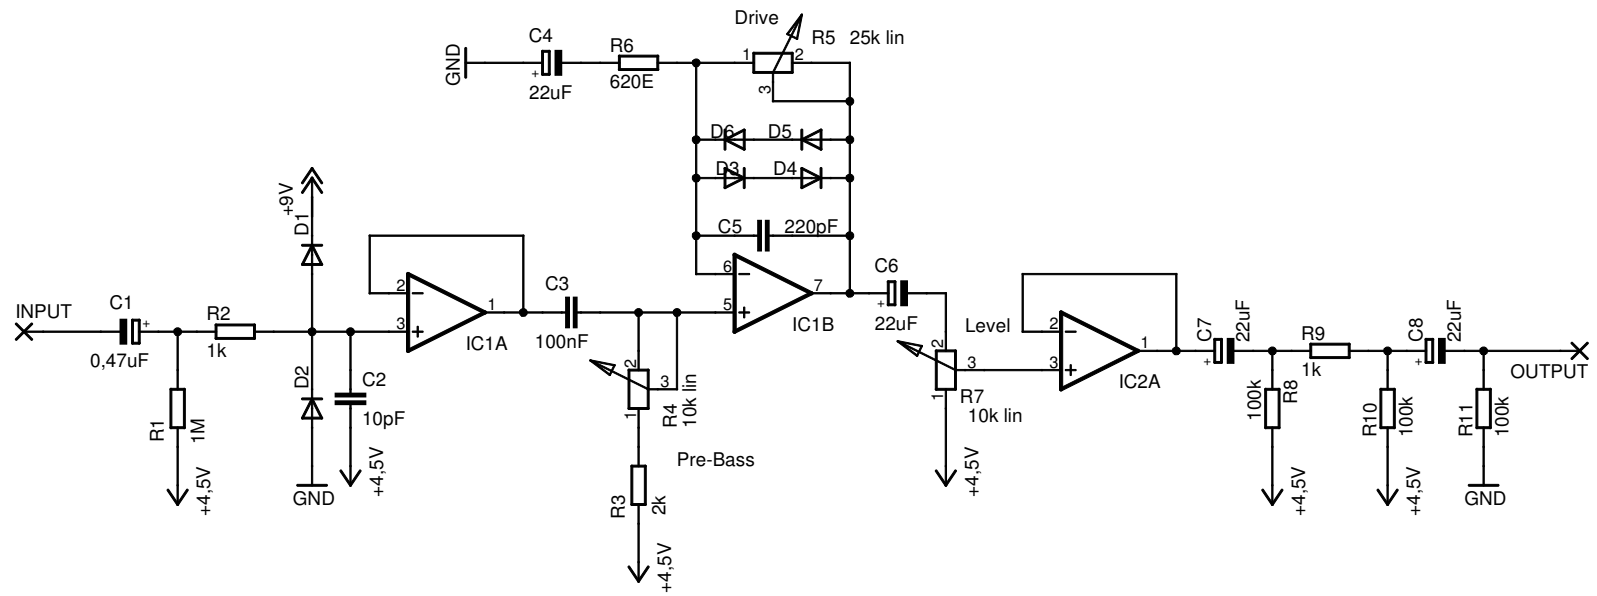 Drive
C4
R6
R5 25k lin
GND
+
22uF
620E
1
2
3
D6
D5
D3
D4
C5
220pF
+9V
D1
INPUT
C1
+
0,47uF
R2
1k
R1
1M
+4,5V
D2
GND
C2
10pF
+4,5V
2
3
1
IC1A
C3
100nF
2
3
1
R4
10k lin
Pre-Bass
R3
2k
+4,5V
6
5
7
IC1B
C6
+
22uF
Level
2
3
1
R7
10k lin
+4,5V
2
3
1
IC2A
C7
22uF
+
100k
R8
+4,5V
R9
1k
R10
100k
+4,5V
C8
22uF
+
R11
100k
GND
OUTPUT